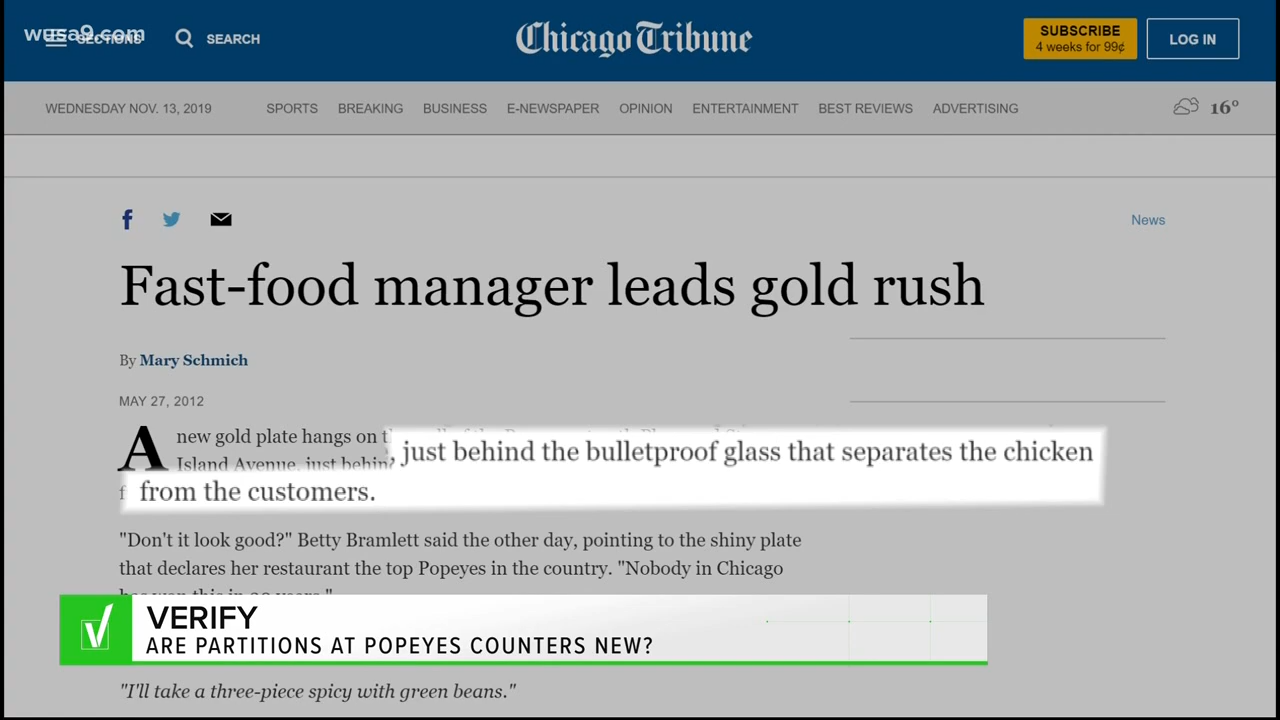 wusa9.com
SECTIONS
SEARCH
Chicago Tribune
SUBSCRIBE
4 weeks for 99¢
LOG IN
WEDNESDAY NOV. 13, 2019
SPORTS
BREAKING
BUSINESS
E-NEWSPAPER
OPINION
ENTERTAINMENT
BEST REVIEWS
ADVERTISING
16°
News
Fast-food manager leads gold rush
By Mary Schmich
MAY 27, 2012
A new gold plate hangs on
Island Avenue, just behin
, just behind the bulletproof glass that separates the chicken
from the customers.
"Don't it look good?" Betty Bramlett said the other day, pointing to the shiny plate
that declares her restaurant the top Popeyes in the country. "Nobody in Chicago
VERIFY
ARE PARTITIONS AT POPEYES COUNTERS NEW?
"I'll take a three-piece spicy with green beans."